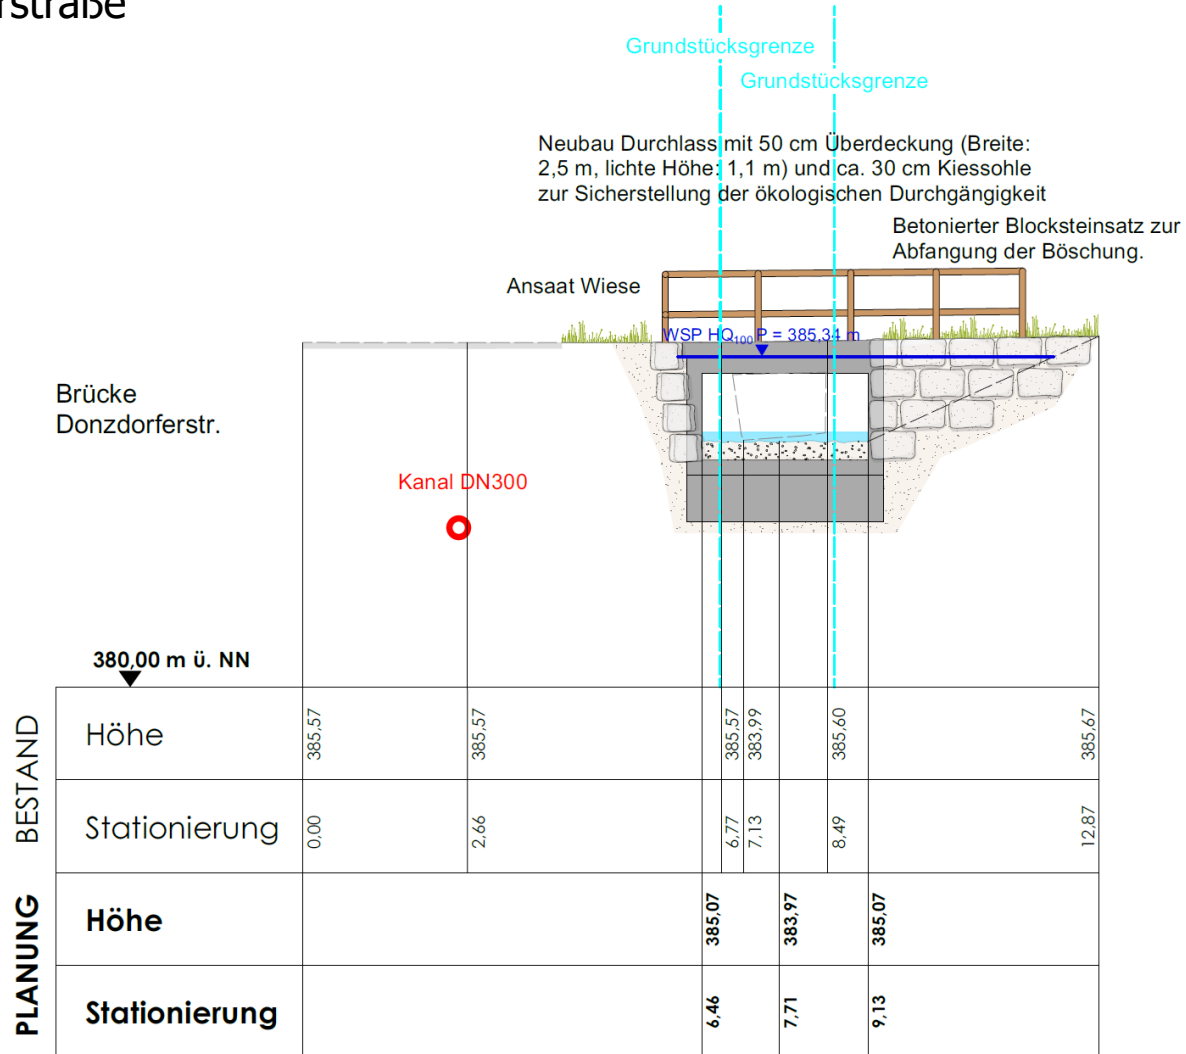 rstraße
Grundstücksgrenze
Grundstücksgrenze
Neubau Durchlass mit 50 cm Überdeckung (Breite:
2,5 m, lichte Höhe: 1,1 m) und ca. 30 cm Kiessohle
zur Sicherstellung der ökologischen Durchgängigkeit
Betonierter Blocksteinsatz zur
Abfangung der Böschung.
Ansaat Wiese
WSP HQ100 P = 385,34 m
Brücke
Donzdorferstr.
Kanal DN300
380,00 m ü. NN
BESTAND
Höhe 385,57 385,57 385,57 383,99 385,60 385,67
Stationierung 0,00 2,66 6,77 7,13 8,49 12,87
PLANUNG
Höhe 385,07 383,97 385,07
Stationierung 6,46 7,71 9,13